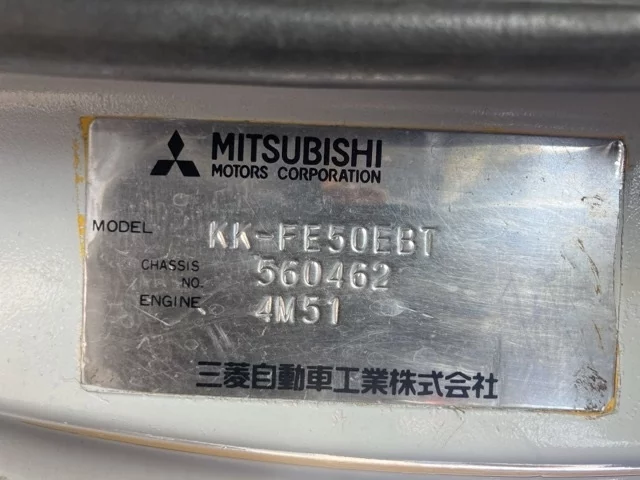 MITSUBISHI
MOTORS CORPORATION
MODEL KK-FE50EBT
CHASSIS NO. 560462
ENGINE 4M51
三菱自動車工業株式会社